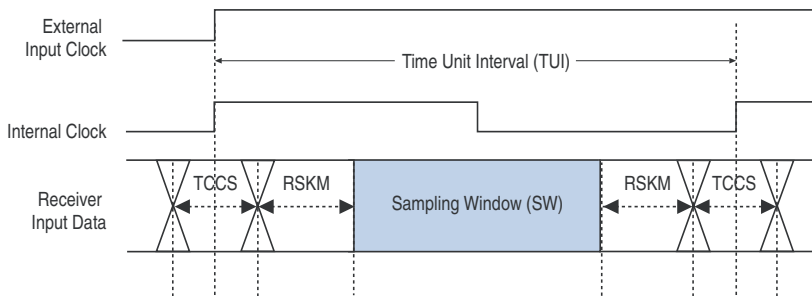 External
Input Clock
Time Unit Interval (TUI)
Internal Clock
TCCS
RSKM
RSKM
TCCS
Receiver
Input Data
Sampling Window (SW)